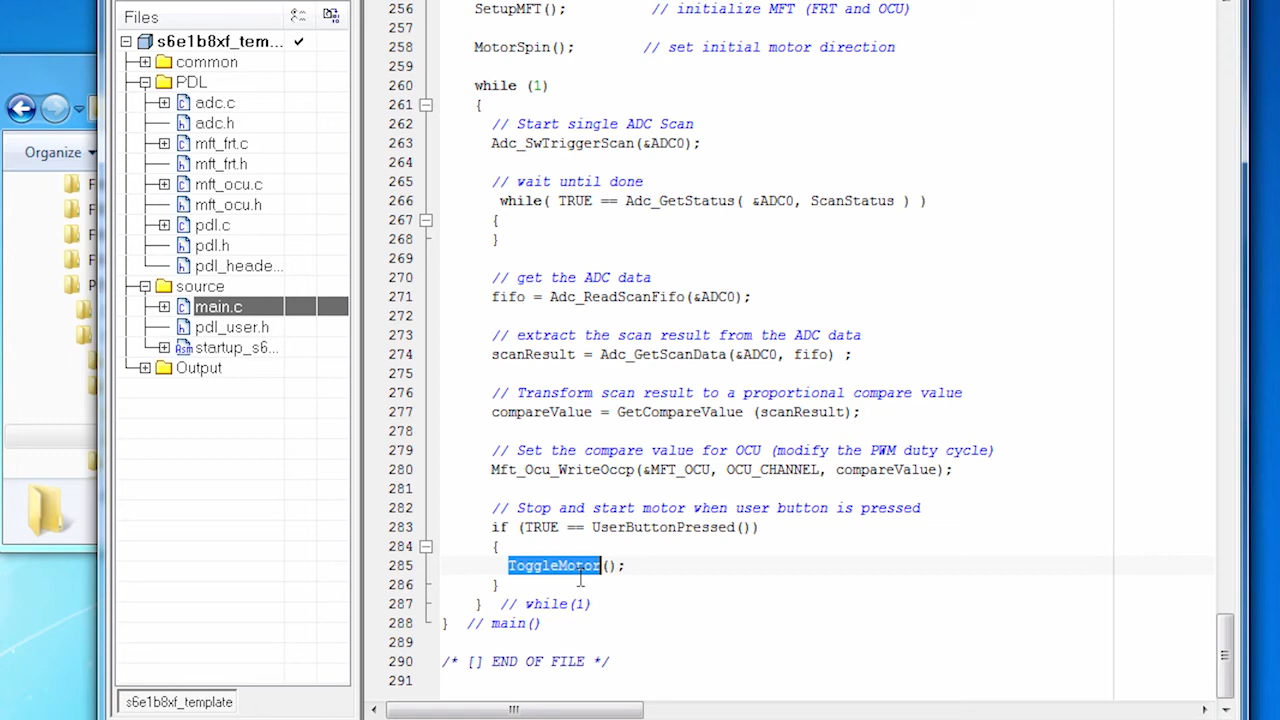 Files
s6e1b8xf_tem...
common
PDL
adc.c
adc.h
mft_frt.c
mft_frt.h
mft_ocu.c
mft_ocu.h
pdl.c
pdl.h
pdl_heade...
source
main.c
pdl_user.h
startup_s6...
Output
s6e1b8xf_template
Organize
F
F
F
F
P
256 SetupMFT(); // initialize MFT (FRT and OCU)
257
258 MotorSpin(); // set initial motor direction
259
260 while (1)
261 {
262 // Start single ADC Scan
263 Adc_SwTriggerScan(&ADC0);
264
265 // wait until done
266 while( TRUE == Adc_GetStatus( &ADC0, ScanStatus ) )
267 {
268 }
269
270 // get the ADC data
271 fifo = Adc_ReadScanFifo(&ADC0);
272
273 // extract the scan result from the ADC data
274 scanResult = Adc_GetScanData(&ADC0, fifo) ;
275
276 // Transform scan result to a proportional compare value
277 compareValue = GetCompareValue (scanResult);
278
279 // Set the compare value for OCU (modify the PWM duty cycle)
280 Mft_Ocu_WriteOccp(&MFT_OCU, OCU_CHANNEL, compareValue);
281
282 // Stop and start motor when user button is pressed
283 if (TRUE == UserButtonPressed())
284 {
285 ToggleMotor();
286 }
287 } // while(1)
288 } // main()
289
290 /* [] END OF FILE */
291